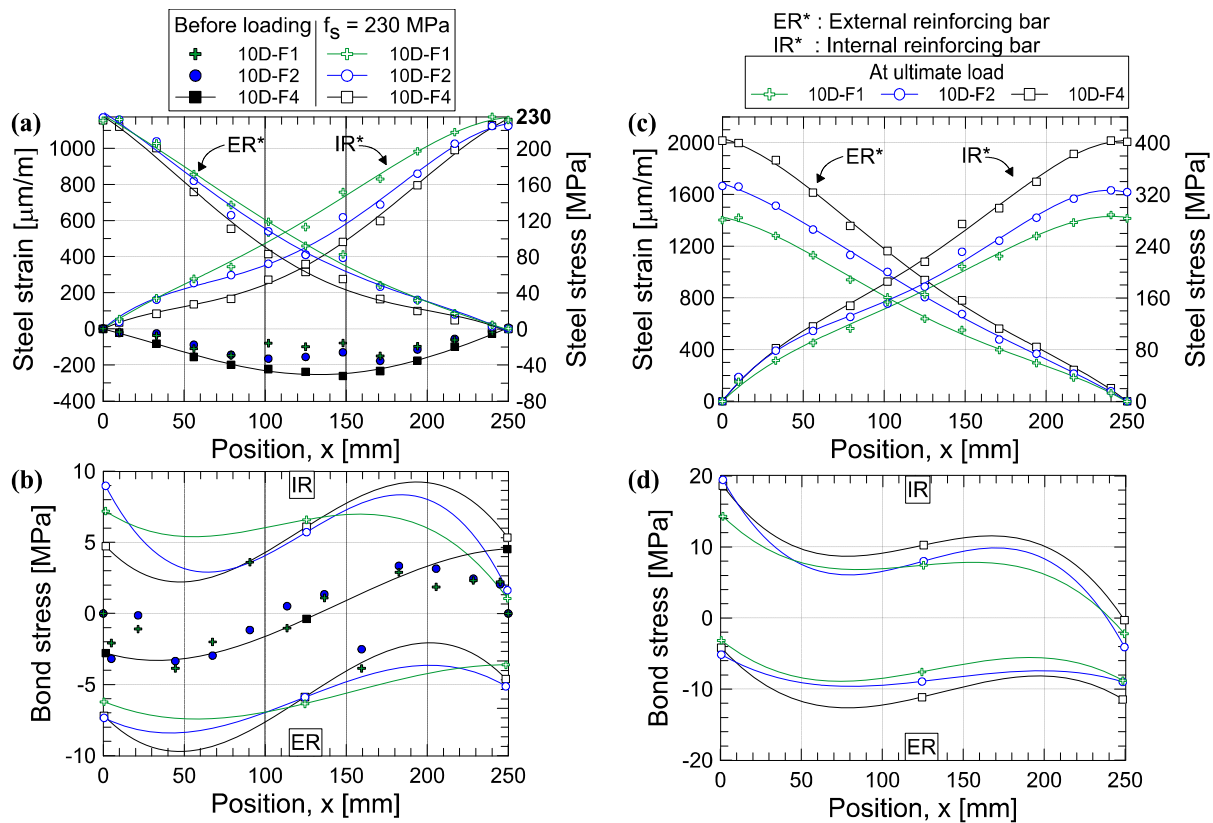 Before loading f_s = 230 MPa
10D-F1 10D-F1
10D-F2 10D-F2
10D-F4 10D-F4
ER* : External reinforcing bar
IR* : Internal reinforcing bar
At ultimate load
10D-F1 10D-F2 10D-F4
(a)
ER*
IR*
Steel strain [μm/m]
1000
800
600
400
200
0
-200
-400
230
200
160
120
80
40
0
-40
-80
Steel stress [MPa]
0 50 100 150 200 250
Position, x [mm]
(c)
ER*
IR*
Steel strain [μm/m]
2000
1600
1200
800
400
0
400
320
240
160
80
0
Steel stress [MPa]
0 50 100 150 200 250
Position, x [mm]
(b)
IR
ER
Bond stress [MPa]
10
5
0
-5
-10
0 50 100 150 200 250
Position, x [mm]
(d)
IR
ER
Bond stress [MPa]
20
10
0
-10
-20
0 50 100 150 200 250
Position, x [mm]